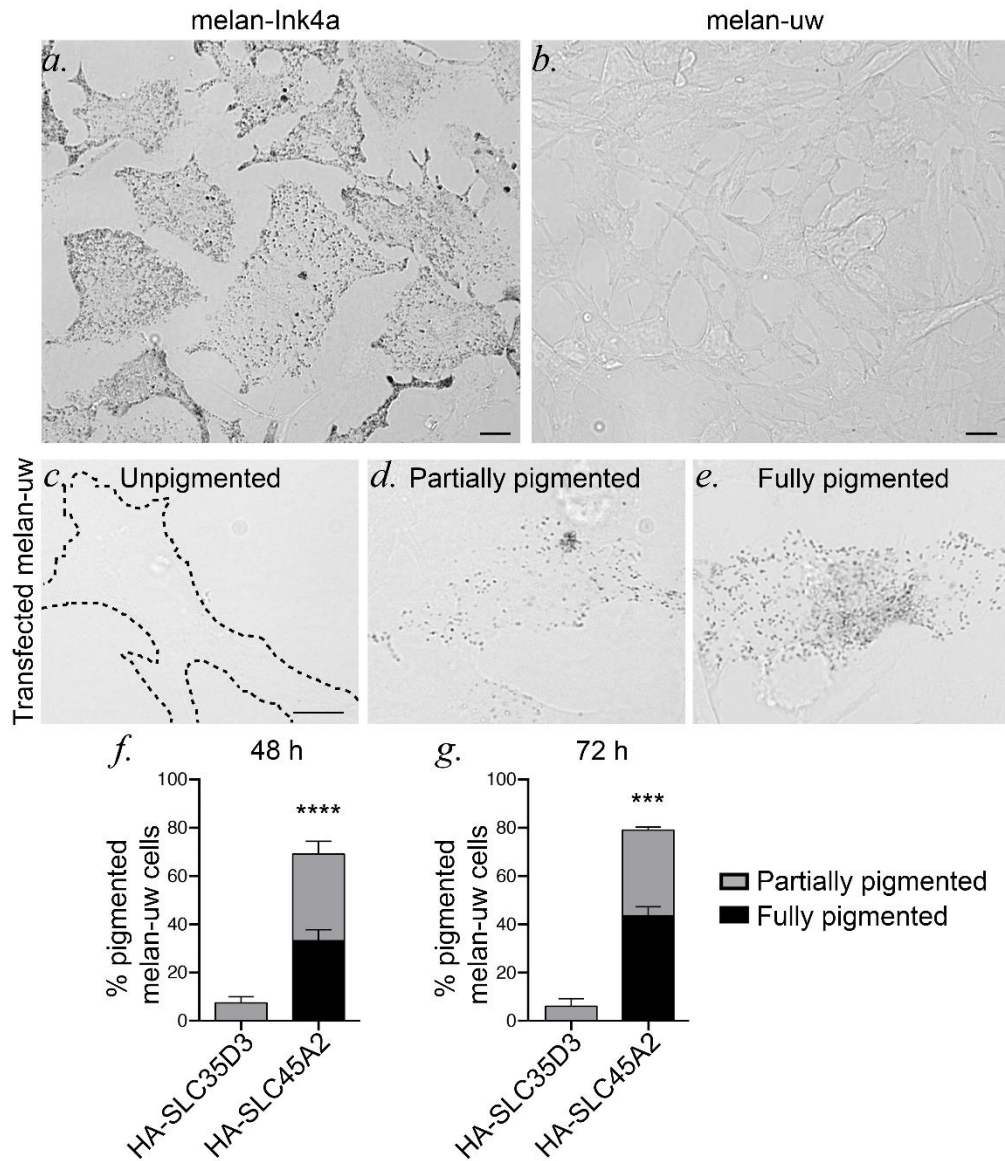 melan-Ink4a
melan-uw
a.
b.
Transfected melan-uw
c.
Unpigmented
d.
Partially pigmented
e.
Fully pigmented
f.
48 h
g.
72 h
% pigmented
melan-uw cells
100
80
60
40
20
0
****
HA-SLC35D3
HA-SLC45A2
% pigmented
melan-uw cells
100
80
60
40
20
0
***
HA-SLC35D3
HA-SLC45A2
Partially pigmented
Fully pigmented